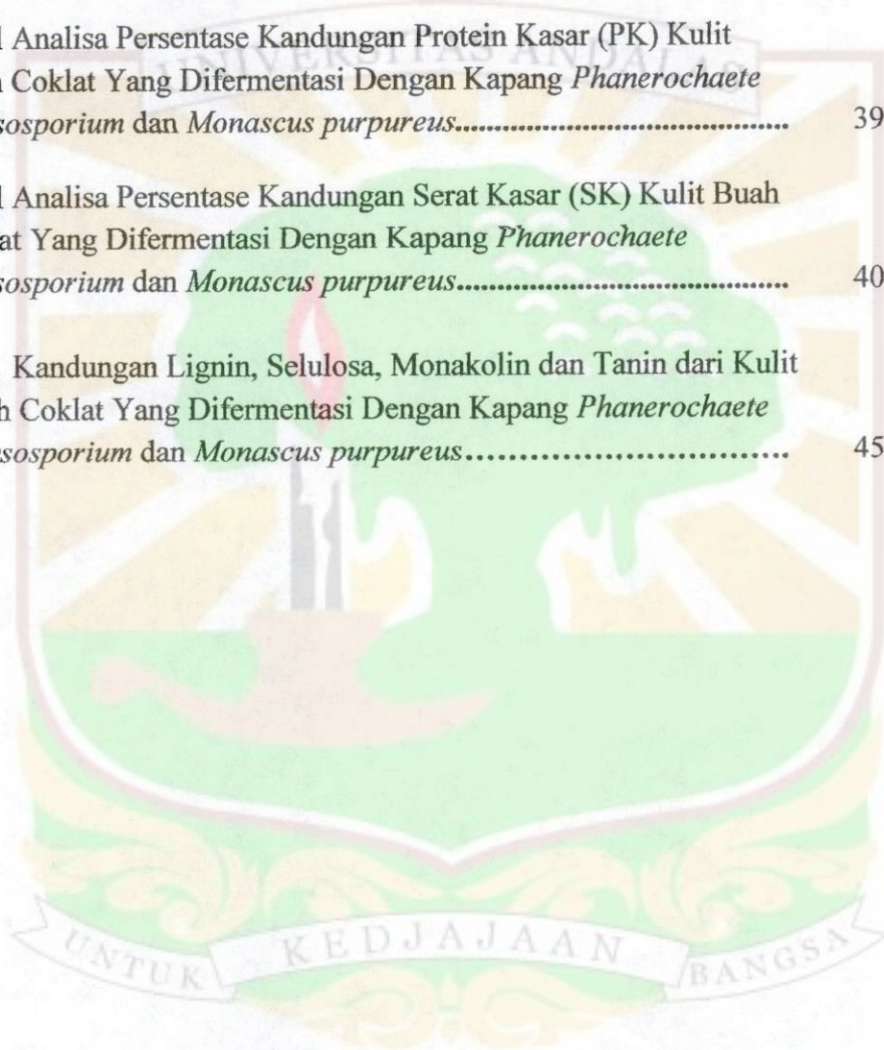 l Analisa Persentase Kandungan Protein Kasar (PK) Kulit
h Coklat Yang Difermentasi Dengan Kapang Phanerochaete
sosporium dan Monascus purpureus.......................................... 39
l Analisa Persentase Kandungan Serat Kasar (SK) Kulit Buah
at Yang Difermentasi Dengan Kapang Phanerochaete
sosporium dan Monascus purpureus.......................................... 40
Kandungan Lignin, Selulosa, Monakolin dan Tanin dari Kulit
h Coklat Yang Difermentasi Dengan Kapang Phanerochaete
sosporium dan Monascus purpureus................................ 45
UNIVERSITAS ANDALAS
UNTUK KEDJAJAAN BANGSA